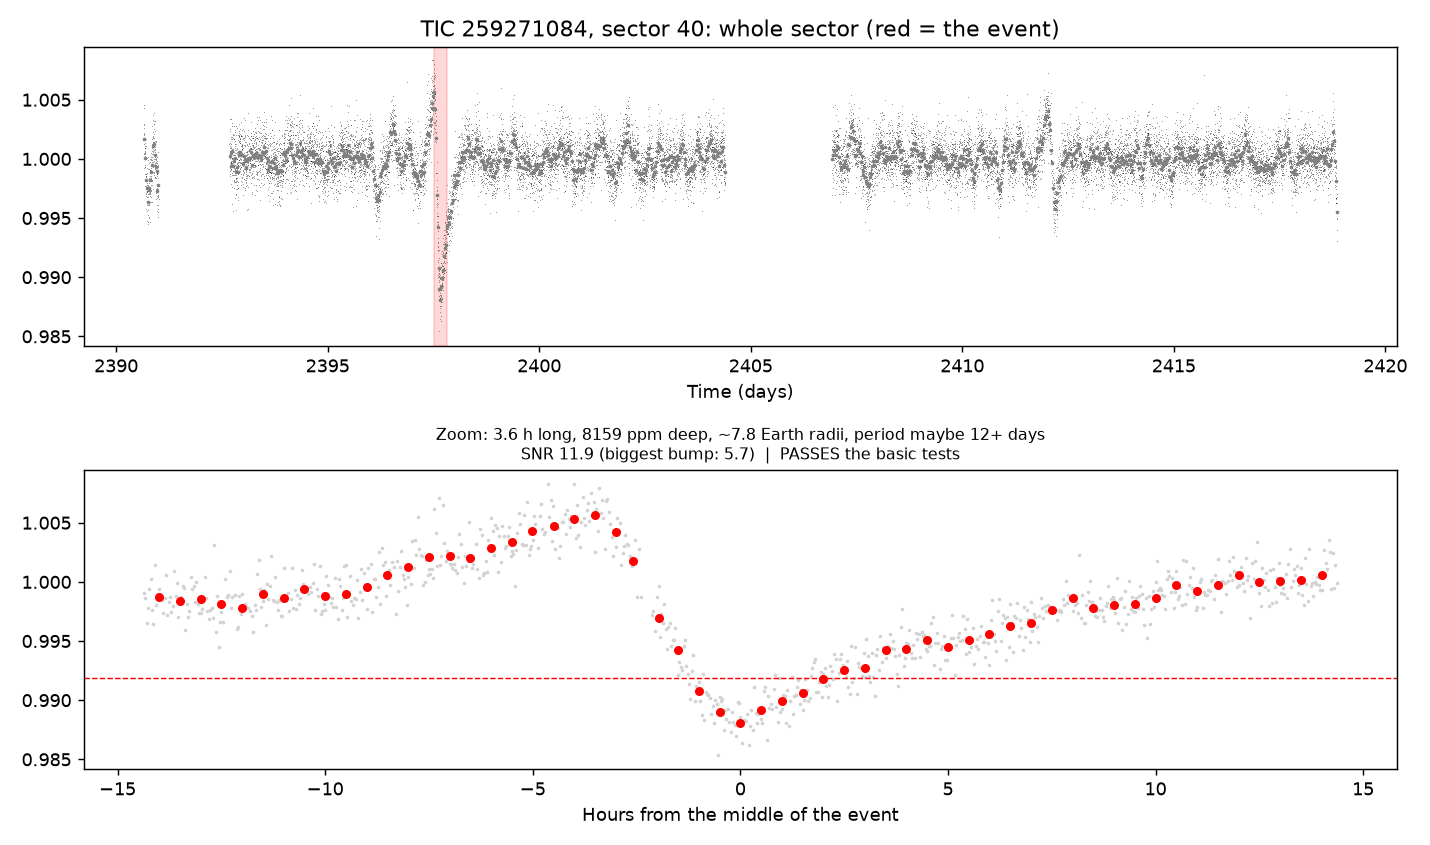 TIC 259271084, sector 40: whole sector (red = the event)
1.005
1.000
0.995
0.990
0.985
2390 2395 2400 2405 2410 2415 2420
Time (days)
Zoom: 3.6 h long, 8159 ppm deep, ~7.8 Earth radii, period maybe 12+ days
SNR 11.9 (biggest bump: 5.7) | PASSES the basic tests
1.005
1.000
0.995
0.990
0.985
−15 −10 −5 0 5 10 15
Hours from the middle of the event